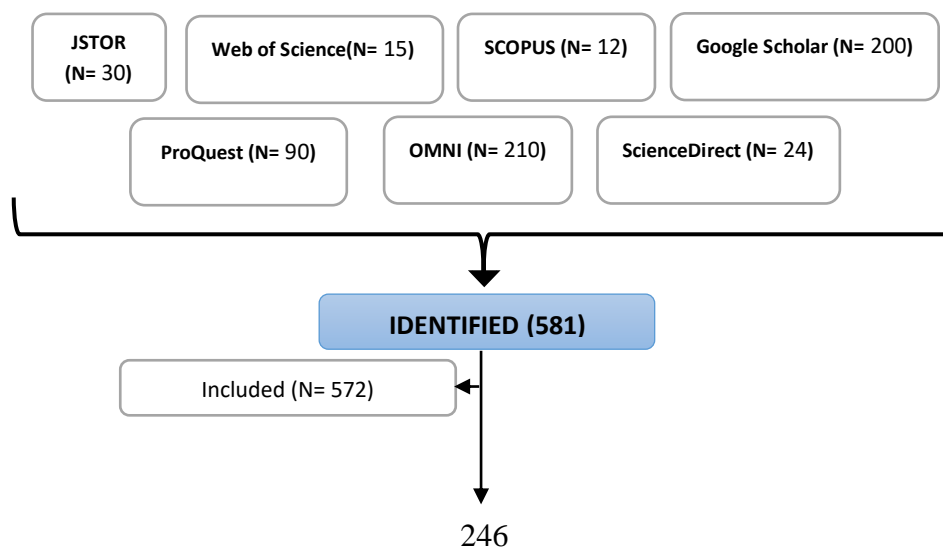 JSTOR
(N= 30)
Web of Science(N= 15)
SCOPUS (N= 12)
Google Scholar (N= 200)
ProQuest (N= 90)
OMNI (N= 210)
ScienceDirect (N= 24)
IDENTIFIED (581)
Included (N= 572)
246